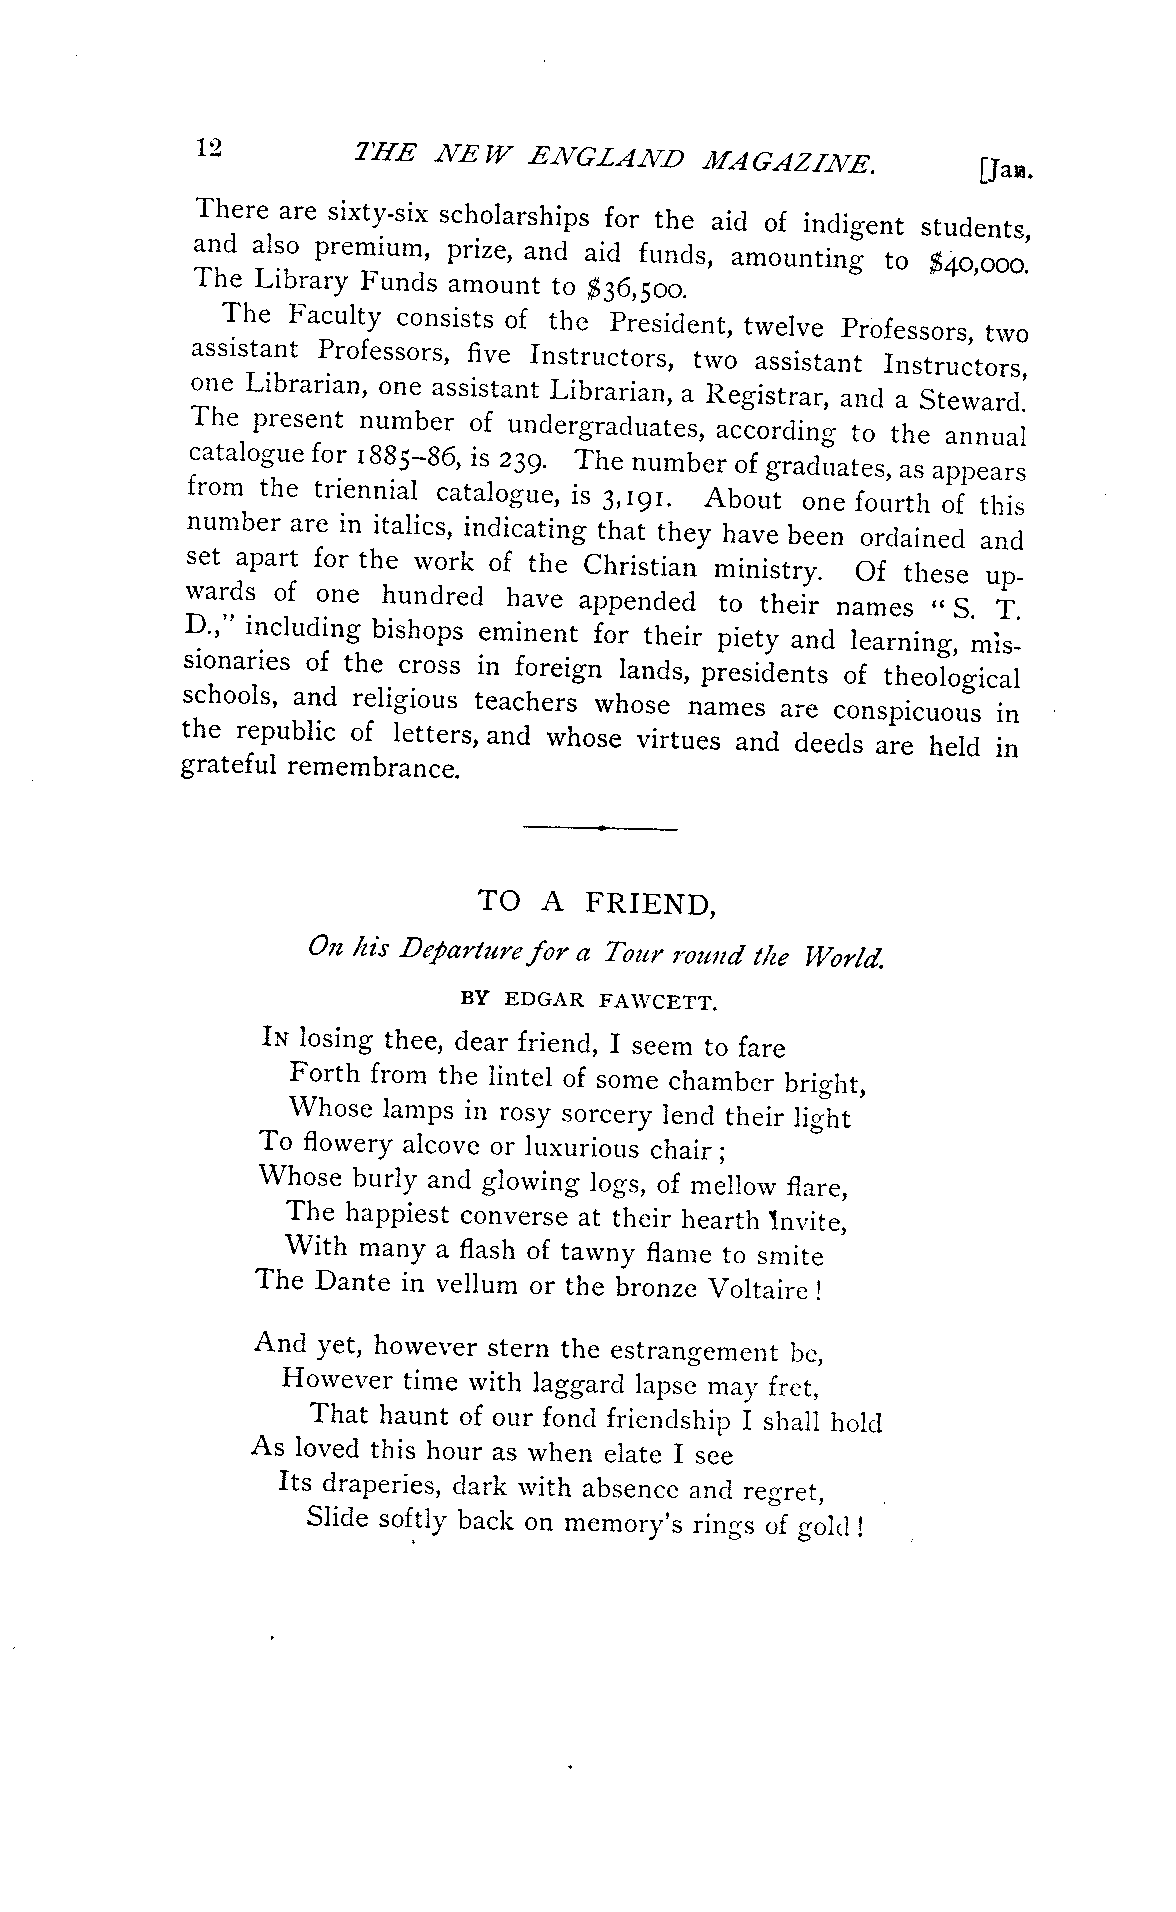 12 THE NEW ENGLAND MAGAZINE. [Jan.
There are sixty-six scholarships for the aid of indigent students,
and also premium, prize, and aid funds, amounting to $40,000.
The Library Funds amount to $36,500.
The Faculty consists of the President, twelve Professors, two
assistant Professors, five Instructors, two assistant Instructors,
one Librarian, one assistant Librarian, a Registrar, and a Steward.
The present number of undergraduates, according to the annual
catalogue for 1885–86, is 239. The number of graduates, as appears
from the triennial catalogue, is 3,191. About one fourth of this
number are in italics, indicating that they have been ordained and
set apart for the work of the Christian ministry. Of these up-
wards of one hundred have appended to their names “S. T.
D.,” including bishops eminent for their piety and learning, mis-
sionaries of the cross in foreign lands, presidents of theological
schools, and religious teachers whose names are conspicuous in
the republic of letters, and whose virtues and deeds are held in
grateful remembrance.
TO A FRIEND,
On his Departure for a Tour round the World.
BY EDGAR FAWCETT.
IN losing thee, dear friend, I seem to fare
Forth from the lintel of some chamber bright,
Whose lamps in rosy sorcery lend their light
To flowery alcove or luxurious chair;
Whose burly and glowing logs, of mellow flare,
The happiest converse at their hearth invite,
With many a flash of tawny flame to smite
The Dante in vellum or the bronze Voltaire!
And yet, however stern the estrangement be,
However time with laggard lapse may fret,
That haunt of our fond friendship I shall hold
As loved this hour as when elate I see
Its draperies, dark with absence and regret,
Slide softly back on memory's rings of gold!